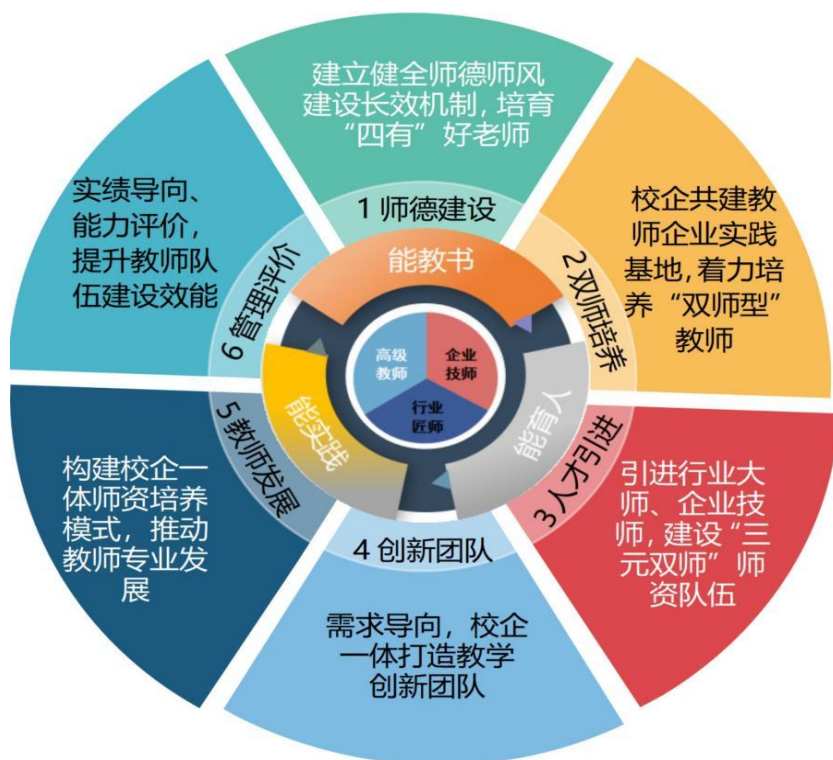 建立健全师德师风
建设长效机制，培育
“四有”好老师
1 师德建设
校企共建教
师企业实践
基地，着力培
养“双师型”
教师
2 双师培养
引进行业大
师、企业技
师，建设“三
元双师”师
资队伍
3 人才引进
需求导向，校企
一体打造教学
创新团队
4 创新团队
构建校企一
体师资培养
模式，推动
教师专业发
展
5 教师发展
实绩导向、
能力评价，
提升教师队
伍建设效能
6 管理评价
能教书
能育人
能实践
高级
教师
企业
技师
行业
匠师